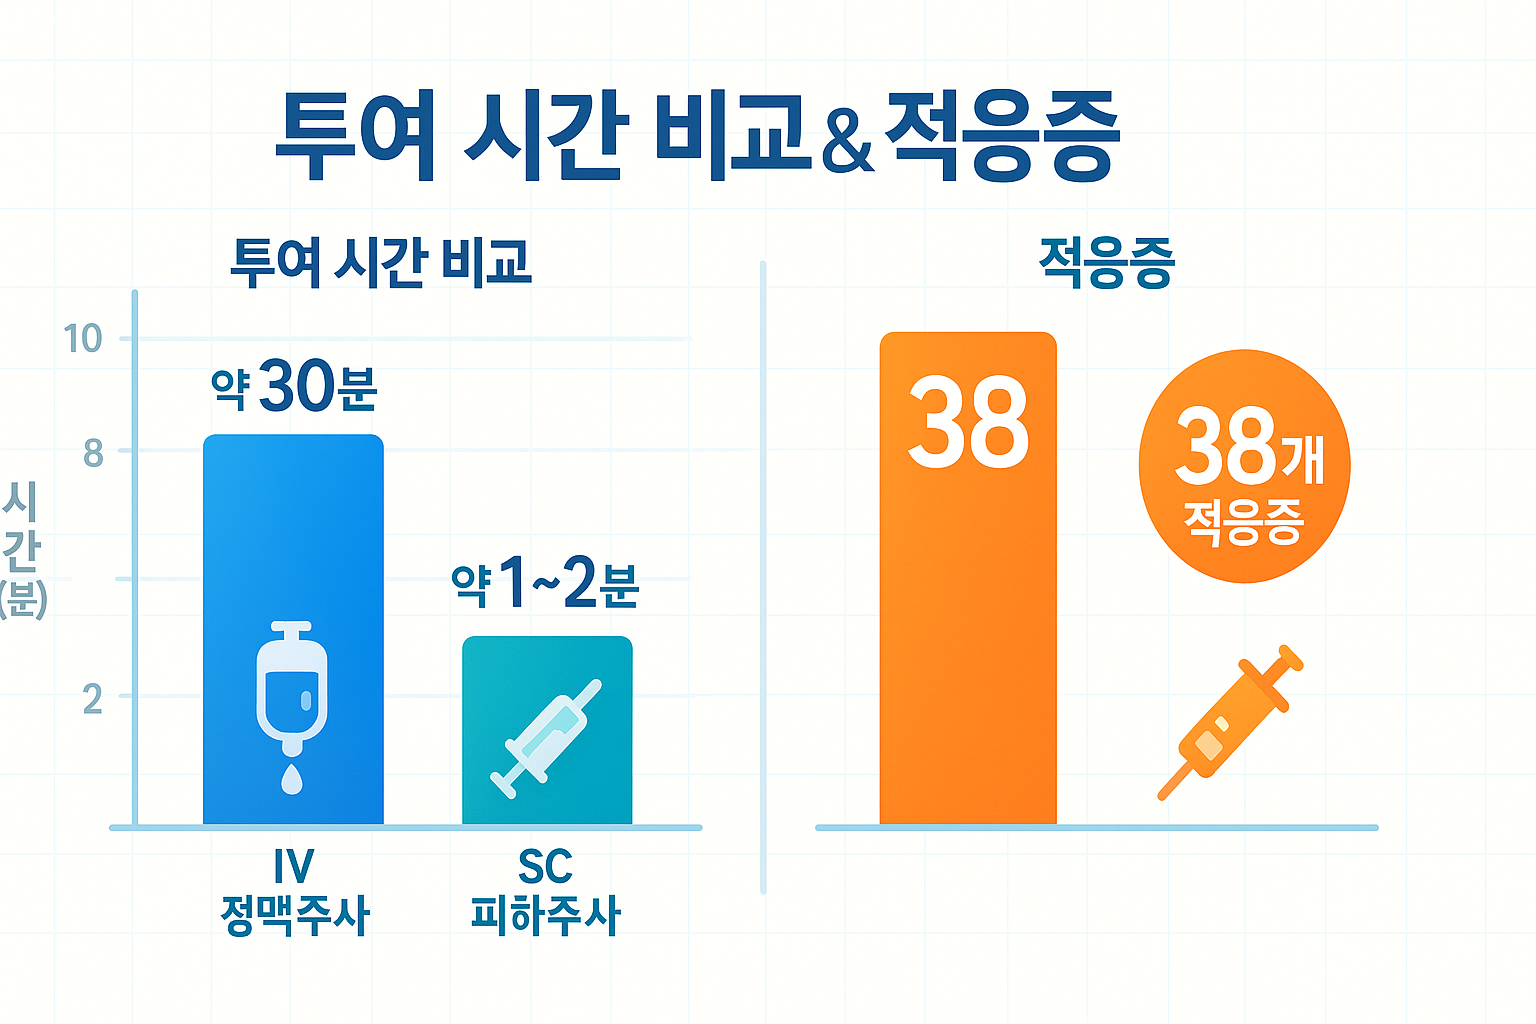 투여 시간 비교 & 적응증
투여 시간 비교
10
8
2
시간(분)
약 30분
약 1~2분
IV
정맥주사
SC
피하주사
적응증
38
38개
적응증